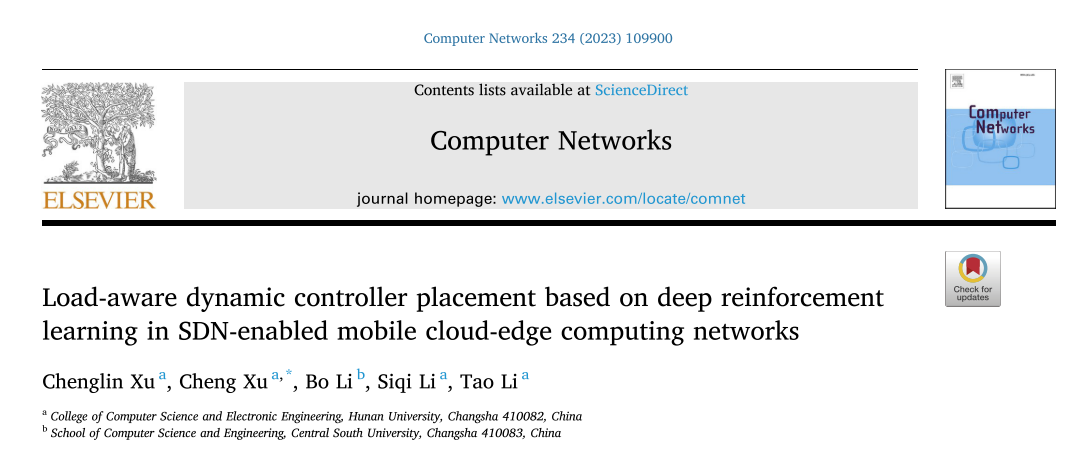 Computer Networks 234 (2023) 109900
Contents lists available at ScienceDirect
Computer Networks
journal homepage: www.elsevier.com/locate/comnet
ELSEVIER
Computer
Networks
Check for
updates
Load-aware dynamic controller placement based on deep reinforcement
learning in SDN-enabled mobile cloud-edge computing networks
Chenglin Xu a, Cheng Xu a,*, Bo Li b, Siqi Li a, Tao Li a
a College of Computer Science and Electronic Engineering, Hunan University, Changsha 410082, China
b School of Computer Science and Engineering, Central South University, Changsha 410083, China